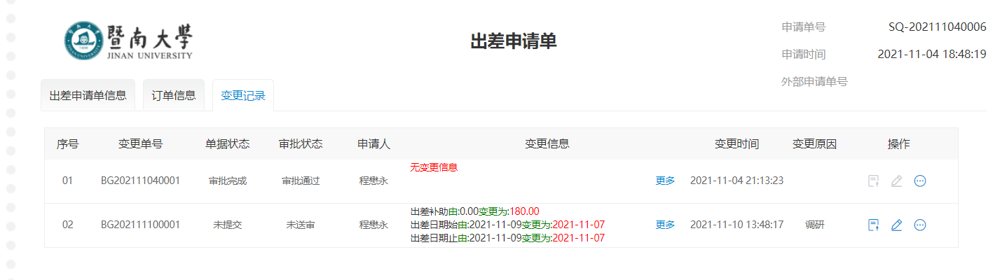 暨南大學
JINAN UNIVERSITY
出差申请单
申请单号 SQ-202111040006
申请时间 2021-11-04 18:48:19
外部申请单号
出差申请单信息 订单信息 变更记录
序号 变更单号 单据状态 审批状态 申请人 变更信息 变更时间 变更原因 操作
无变更信息
01 BG202111040001 审批完成 审批通过 程懋永 更多 2021-11-04 21:13:23
出差补助由:0.00变更为:180.00
02 BG202111100001 未提交 未送审 程懋永 出差日期始由:2021-11-09变更为:2021-11-07 更多 2021-11-10 13:48:17 调研
出差日期止由:2021-11-09变更为:2021-11-07